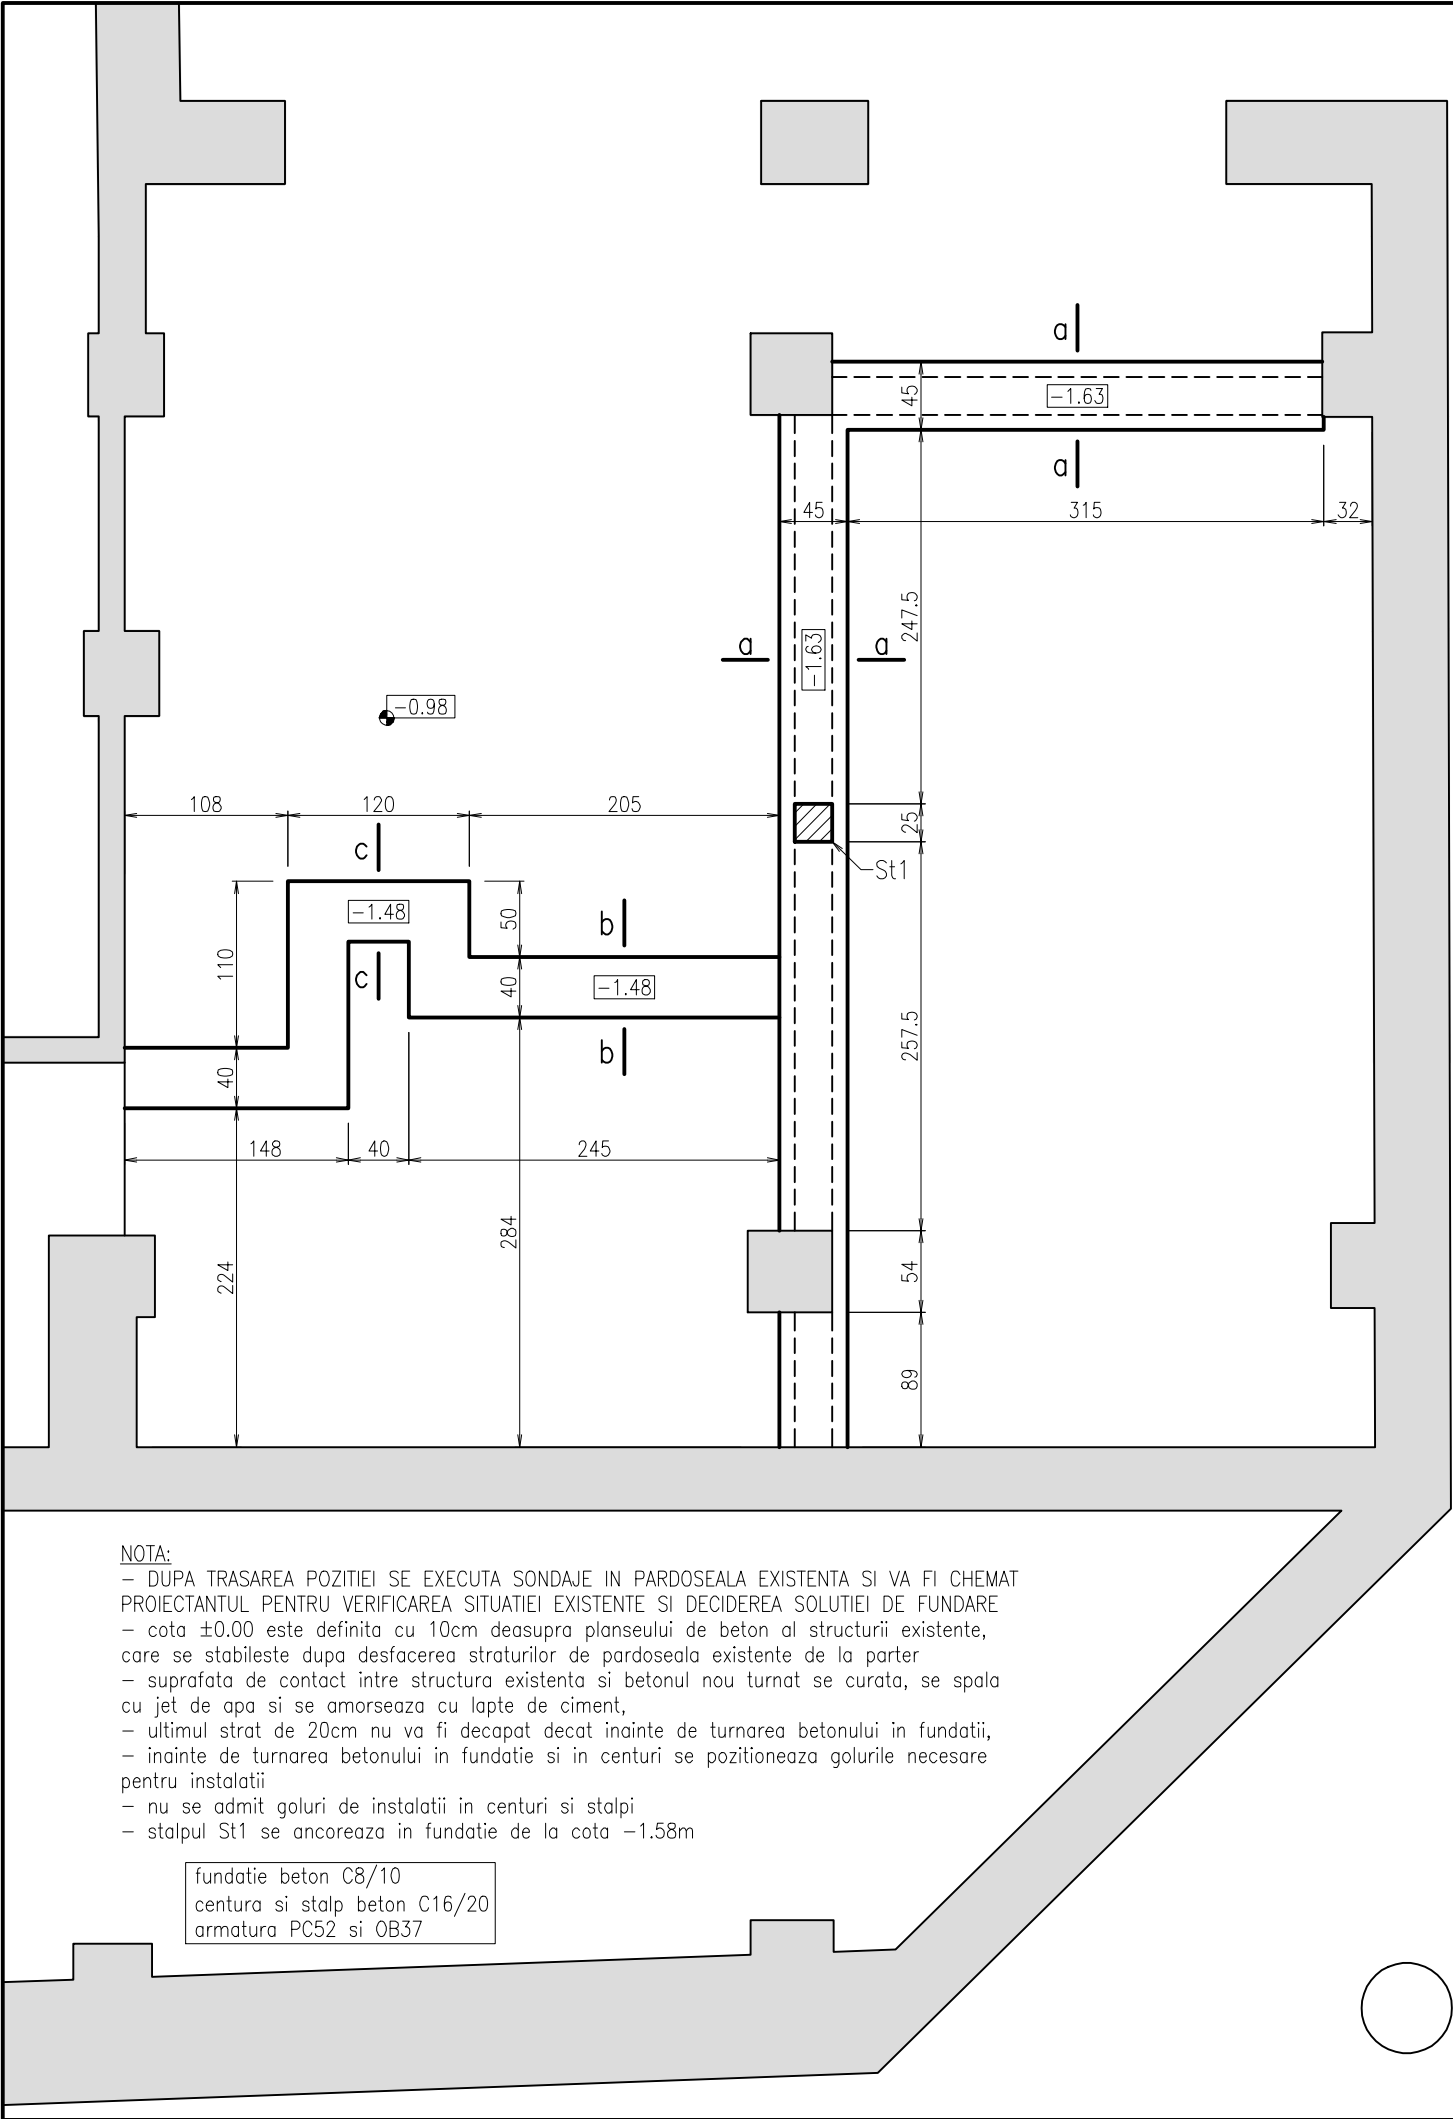 a
45
-1.63
a
45
315
32
247.5
a
-1.63
a
-0.98
108
120
205
25
c
St1
-1.48
50
b
110
c
40
-1.48
257.5
b
40
148
40
245
284
224
54
89
NOTA:
- DUPA TRASAREA POZITIEI SE EXECUTA SONDAJE IN PARDOSEALA EXISTENTA SI VA FI CHEMAT
PROIECTANTUL PENTRU VERIFICAREA SITUATIEI EXISTENTE SI DECIDEREA SOLUTIEI DE FUNDARE
- cota ±0.00 este definita cu 10cm deasupra planseului de beton al structurii existente,
care se stabileste dupa desfacerea straturilor de pardoseala existente de la parter
- suprafata de contact intre structura existenta si betonul nou turnat se curata, se spala
cu jet de apa si se amorseaza cu lapte de ciment,
- ultimul strat de 20cm nu va fi decapat decat inainte de turnarea betonului in fundatii,
- inainte de turnarea betonului in fundatie si in centuri se pozitioneaza golurile necesare
pentru instalatii
- nu se admit goluri de instalatii in centuri si stalpi
- stalpul St1 se ancoreaza in fundatie de la cota -1.58m
fundatie beton C8/10
centura si stalp beton C16/20
armatura PC52 si OB37